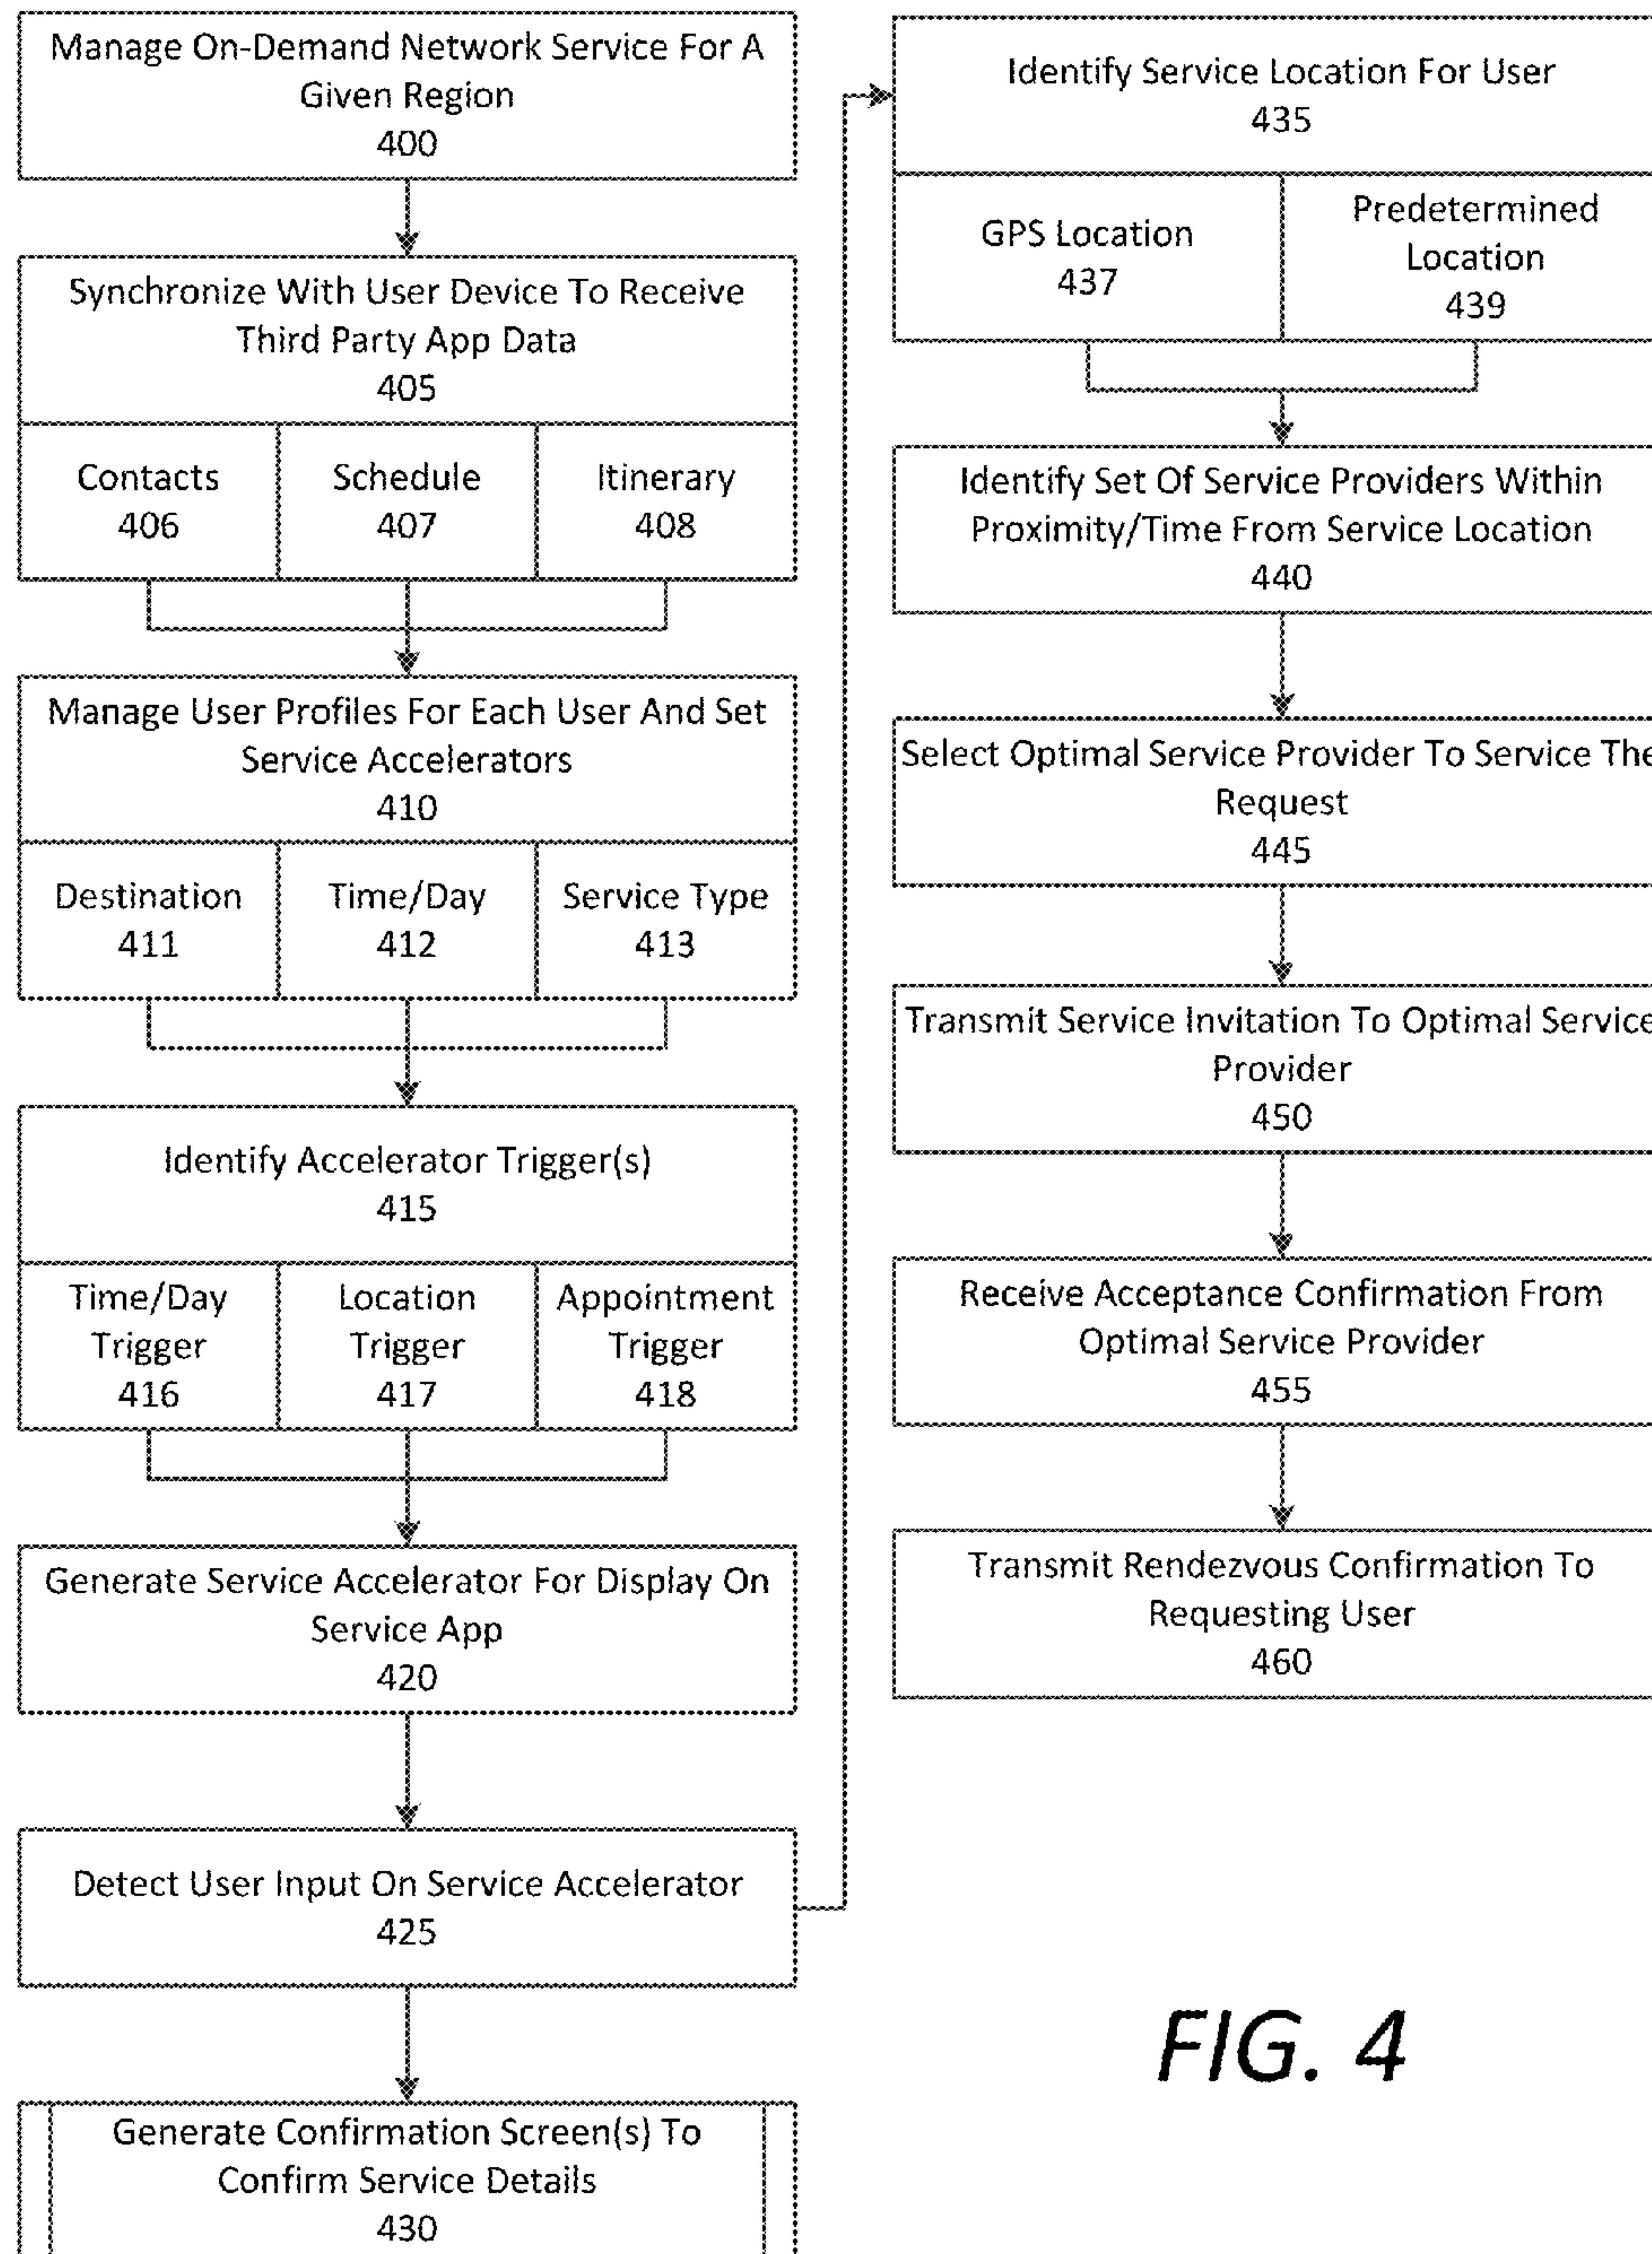 Manage On-Demand Network Service For A
Given Region
400
Synchronize With User Device To Receive
Third Party App Data
405
Contacts
406
Schedule
407
Itinerary
408
Manage User Profiles For Each User And Set
Service Accelerators
410
Destination
411
Time/Day
412
Service Type
413
Identify Accelerator Trigger(s)
415
Time/Day
Trigger
416
Location
Trigger
417
Appointment
Trigger
418
Generate Service Accelerator For Display On
Service App
420
Detect User Input On Service Accelerator
425
Generate Confirmation Screen(s) To
Confirm Service Details
430
Identify Service Location For User
435
GPS Location
437
Predetermined
Location
439
Identify Set Of Service Providers Within
Proximity/Time From Service Location
440
Select Optimal Service Provider To Service The
Request
445
Transmit Service Invitation To Optimal Service
Provider
450
Receive Acceptance Confirmation From
Optimal Service Provider
455
Transmit Rendezvous Confirmation To
Requesting User
460
FIG. 4